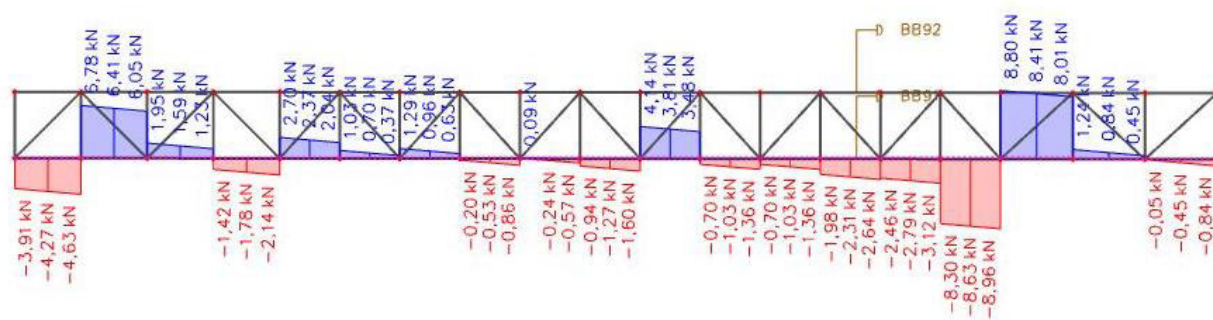 6,78 kN
6,41 kN
6,05 kN
1,95 kN
1,59 kN
1,23 kN
2,70 kN
2,37 kN
2,04 kN
1,03 kN
0,70 kN
0,37 kN
1,29 kN
0,96 kN
0,63 kN
0,09 kN
4,14 kN
3,81 kN
3,48 kN
BB92
BB91
8,80 kN
8,41 kN
8,01 kN
1,24 kN
0,84 kN
0,45 kN
−3,91 kN
−4,27 kN
−4,63 kN
−1,42 kN
−1,78 kN
−2,14 kN
−0,20 kN
−0,53 kN
−0,86 kN
−0,24 kN
−0,57 kN
−0,94 kN
−1,27 kN
−1,60 kN
−0,70 kN
−1,03 kN
−1,36 kN
−0,70 kN
−1,03 kN
−1,36 kN
−1,98 kN
−2,31 kN
−2,64 kN
−2,46 kN
−2,79 kN
−3,12 kN
−8,30 kN
−8,63 kN
−8,96 kN
−0,05 kN
−0,45 kN
−0,84 kN